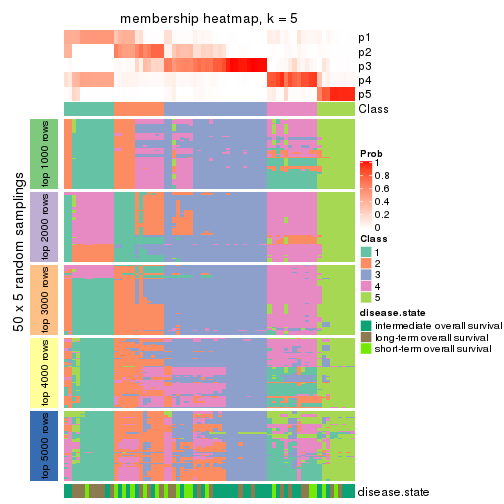 membership heatmap, k = 5
p1
p2
p3
p4
p5
Class
50 x 5 random samplings
top 1000 rows
top 2000 rows
top 3000 rows
top 4000 rows
top 5000 rows
Prob
1
0.8
0.6
0.4
0.2
0
Class
1
2
3
4
5
disease.state
intermediate overall survival
long-term overall survival
short-term overall survival
disease.state